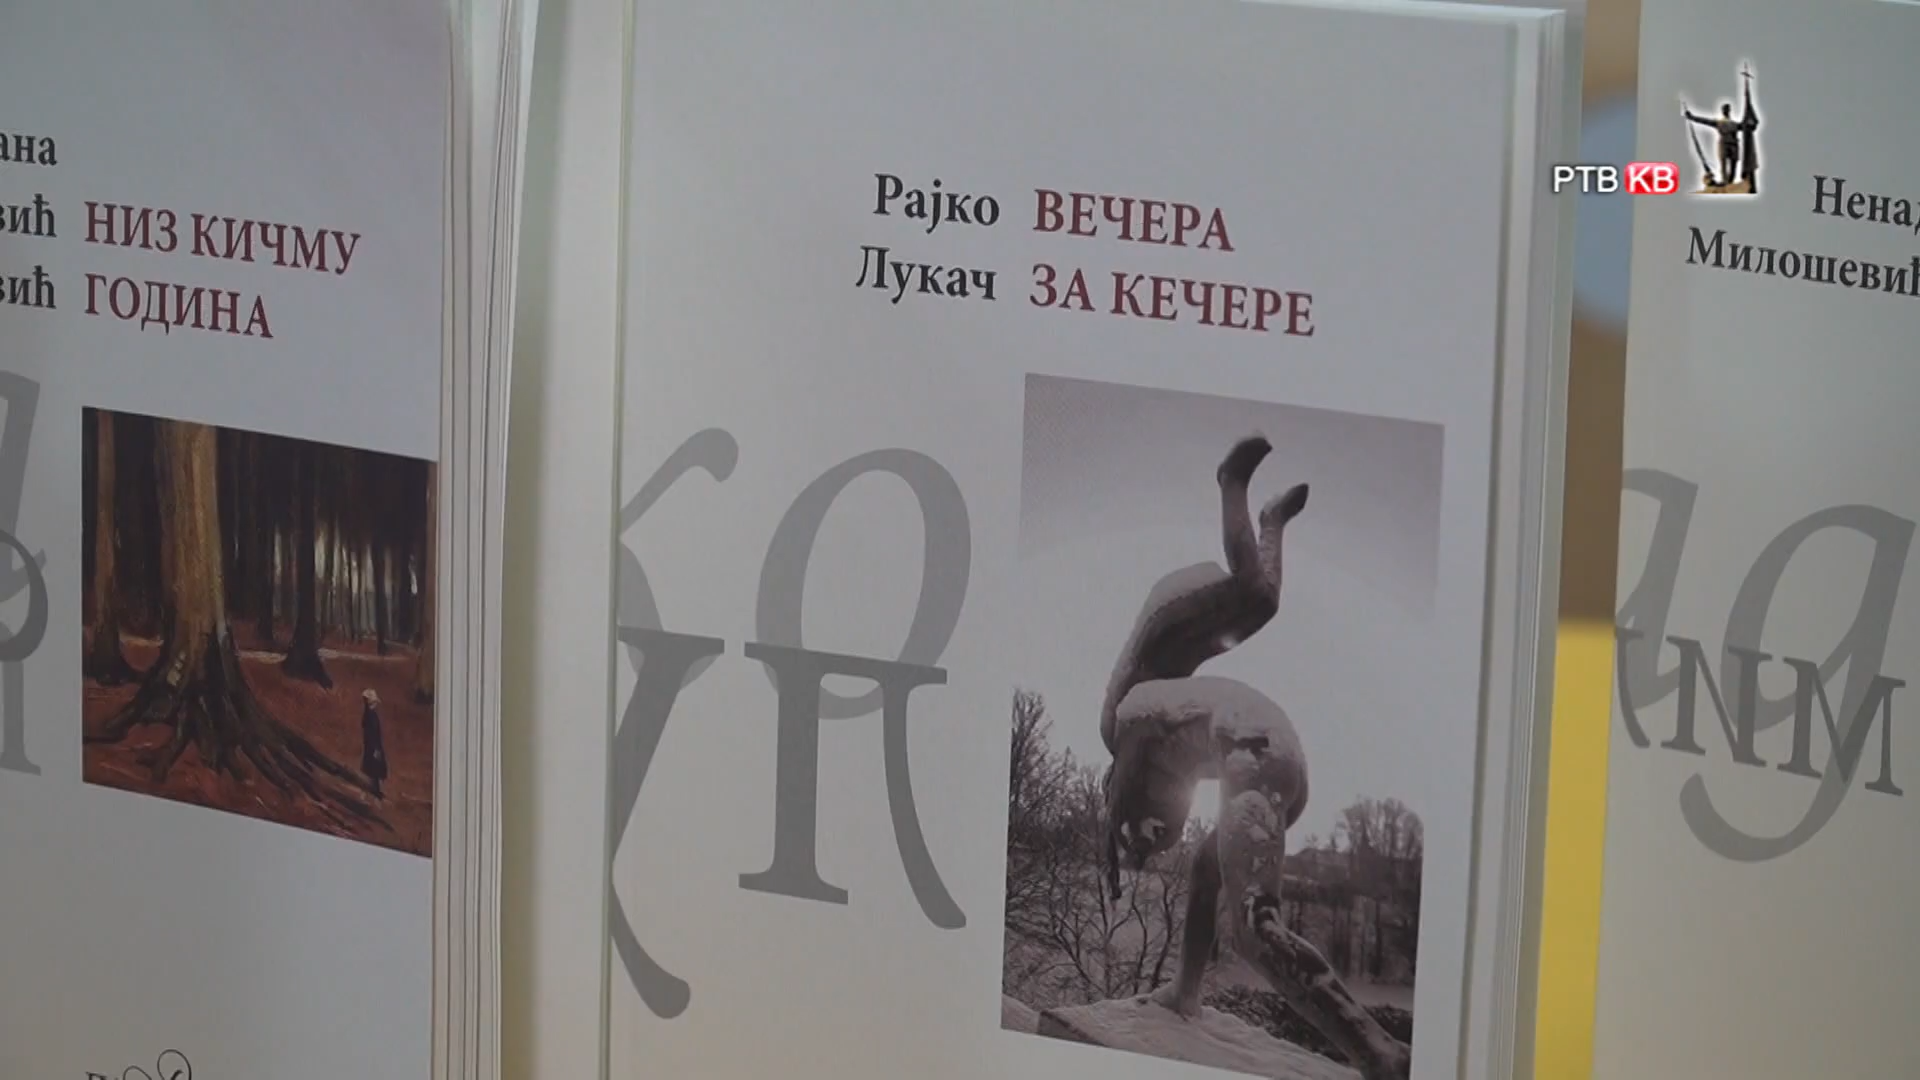 ана
вић НИЗ КИЧМУ
вић ГОДИНА
Рајко ВЕЧЕРА
Лукач ЗА КЕЧЕРЕ
РТВ КВ
Ненад
Милошевић